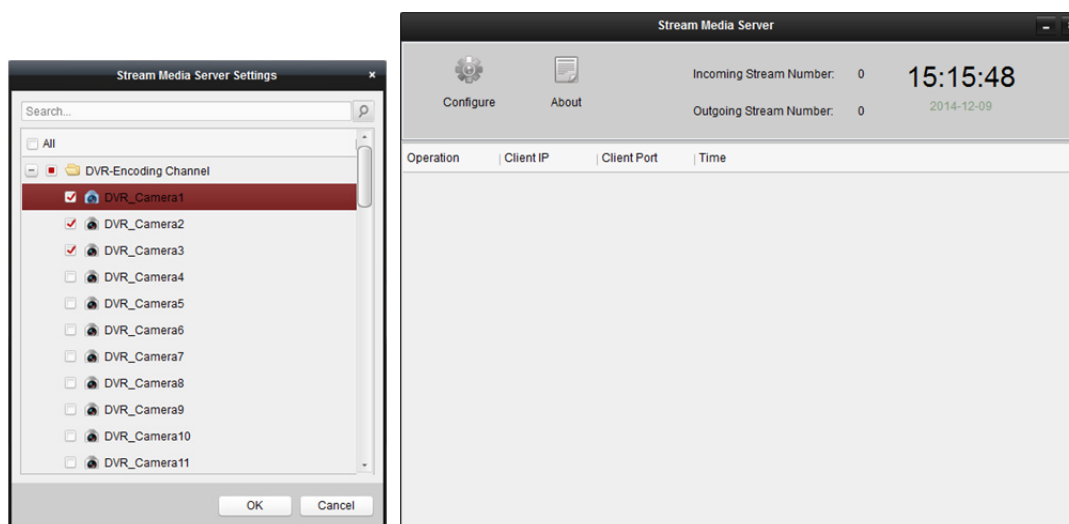 Stream Media Server Settings
Search...
All
DVR-Encoding Channel
DVR_Camera1
DVR_Camera2
DVR_Camera3
DVR_Camera4
DVR_Camera5
DVR_Camera6
DVR_Camera7
DVR_Camera8
DVR_Camera9
DVR_Camera10
DVR_Camera11
OK Cancel
Stream Media Server
Configure About
Incoming Stream Number: 0
Outgoing Stream Number: 0
15:15:48
2014-12-09
Operation Client IP Client Port Time